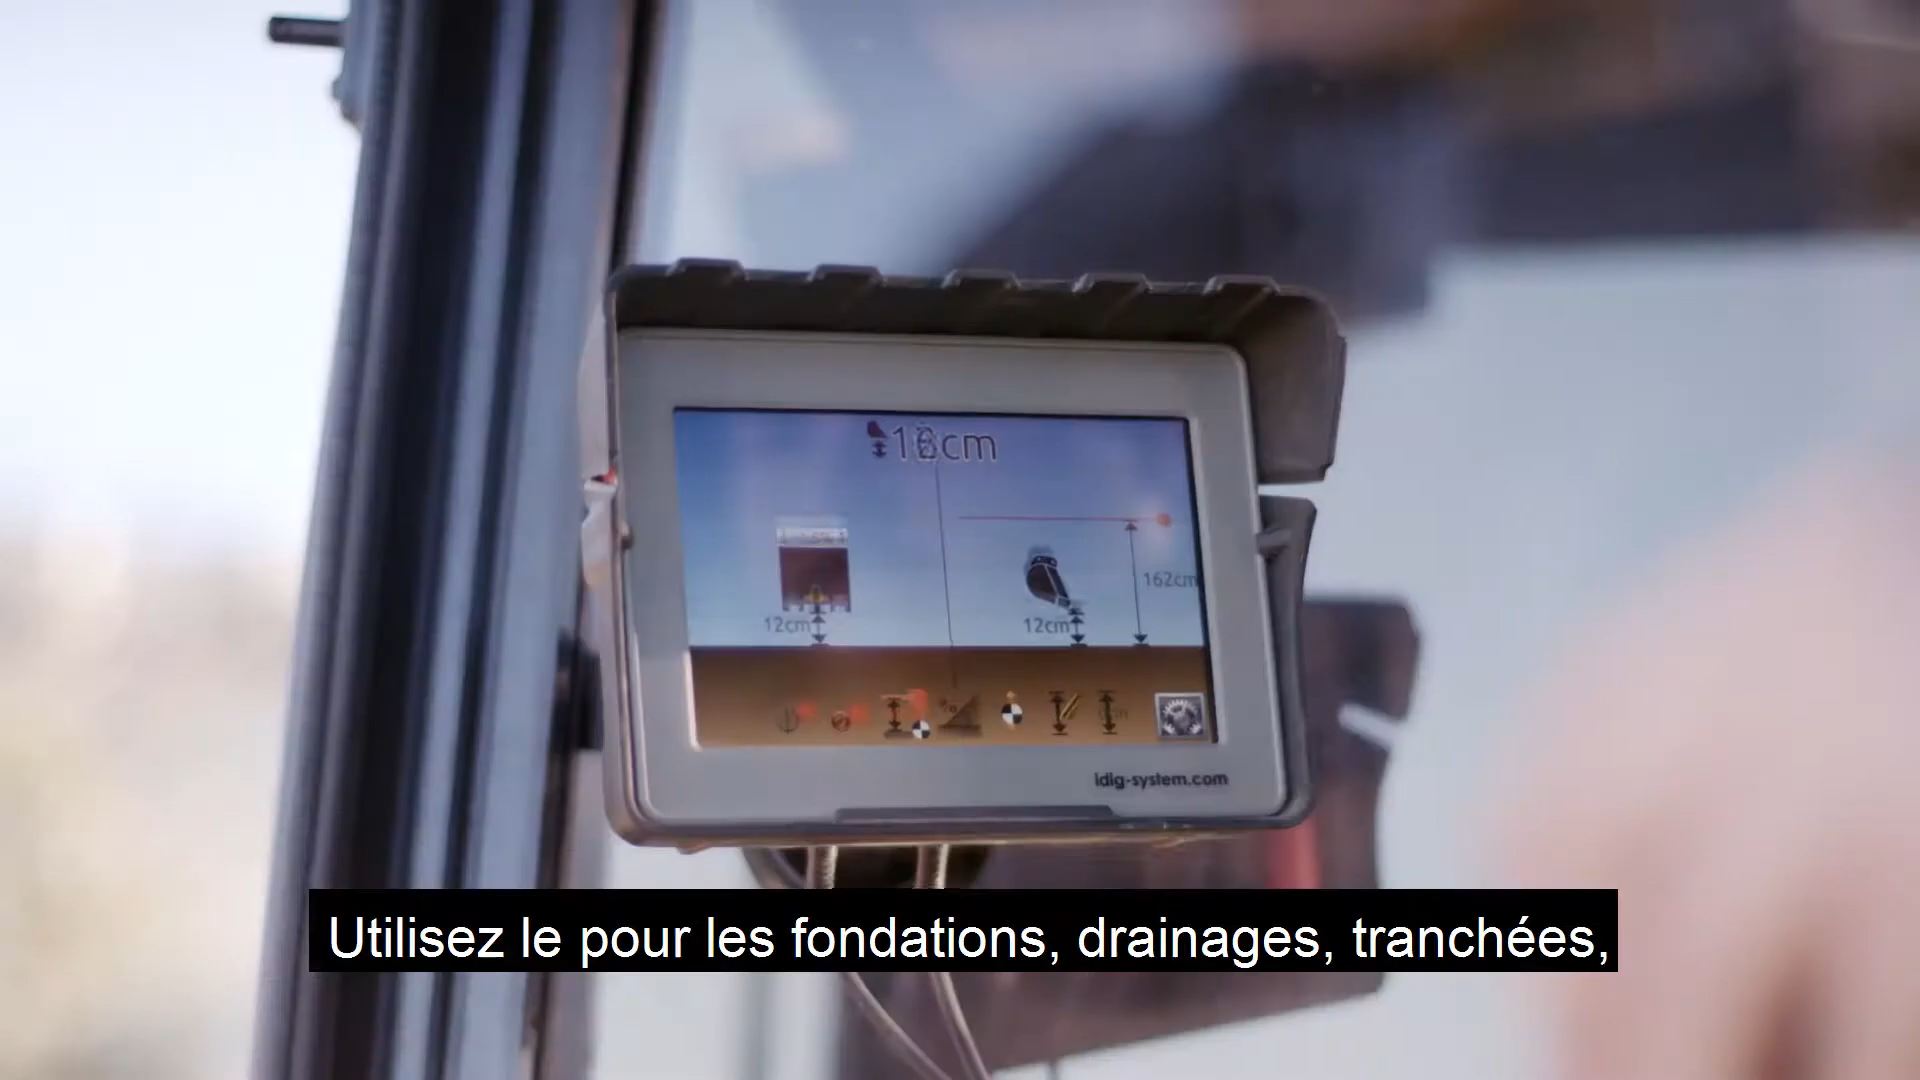 12cm
12cm
162cm
idig-system.com
Utilisez le pour les fondations, drainages, tranchées,